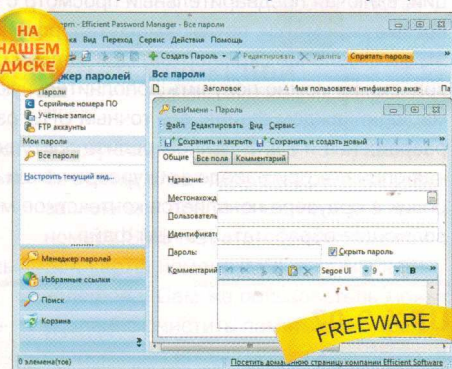 НА
НАШЕМ
ДИСКЕ
Efficient Password Manager - Все пароли
Вид Переход Сервис Действия Помощь
Создать Пароль Редактировать Удалить Спрятать пароль
паролей
Все пароли
Пароли
Заголовок
Серийные номера ПО
Учётные записи
FTP аккаунты
Мои пароли
Все пароли
Настроить текущий вид...
Менеджер паролей
Избранные ссылки
Поиск
Корзина
БезИмени - Пароль
Файл Редактировать Вид Сервис
Сохранить и закрыть Сохранить и создать новый
Общие Все поля Комментарий
Название:
Местонахожд
Пользователь
Идентификат
Пароль:
Скрыть пароль
Комментарий
Segoe UI 9 B
FREEWARE
0 элемена(тов)
Посетить домашнюю страницу компании Efficient Software